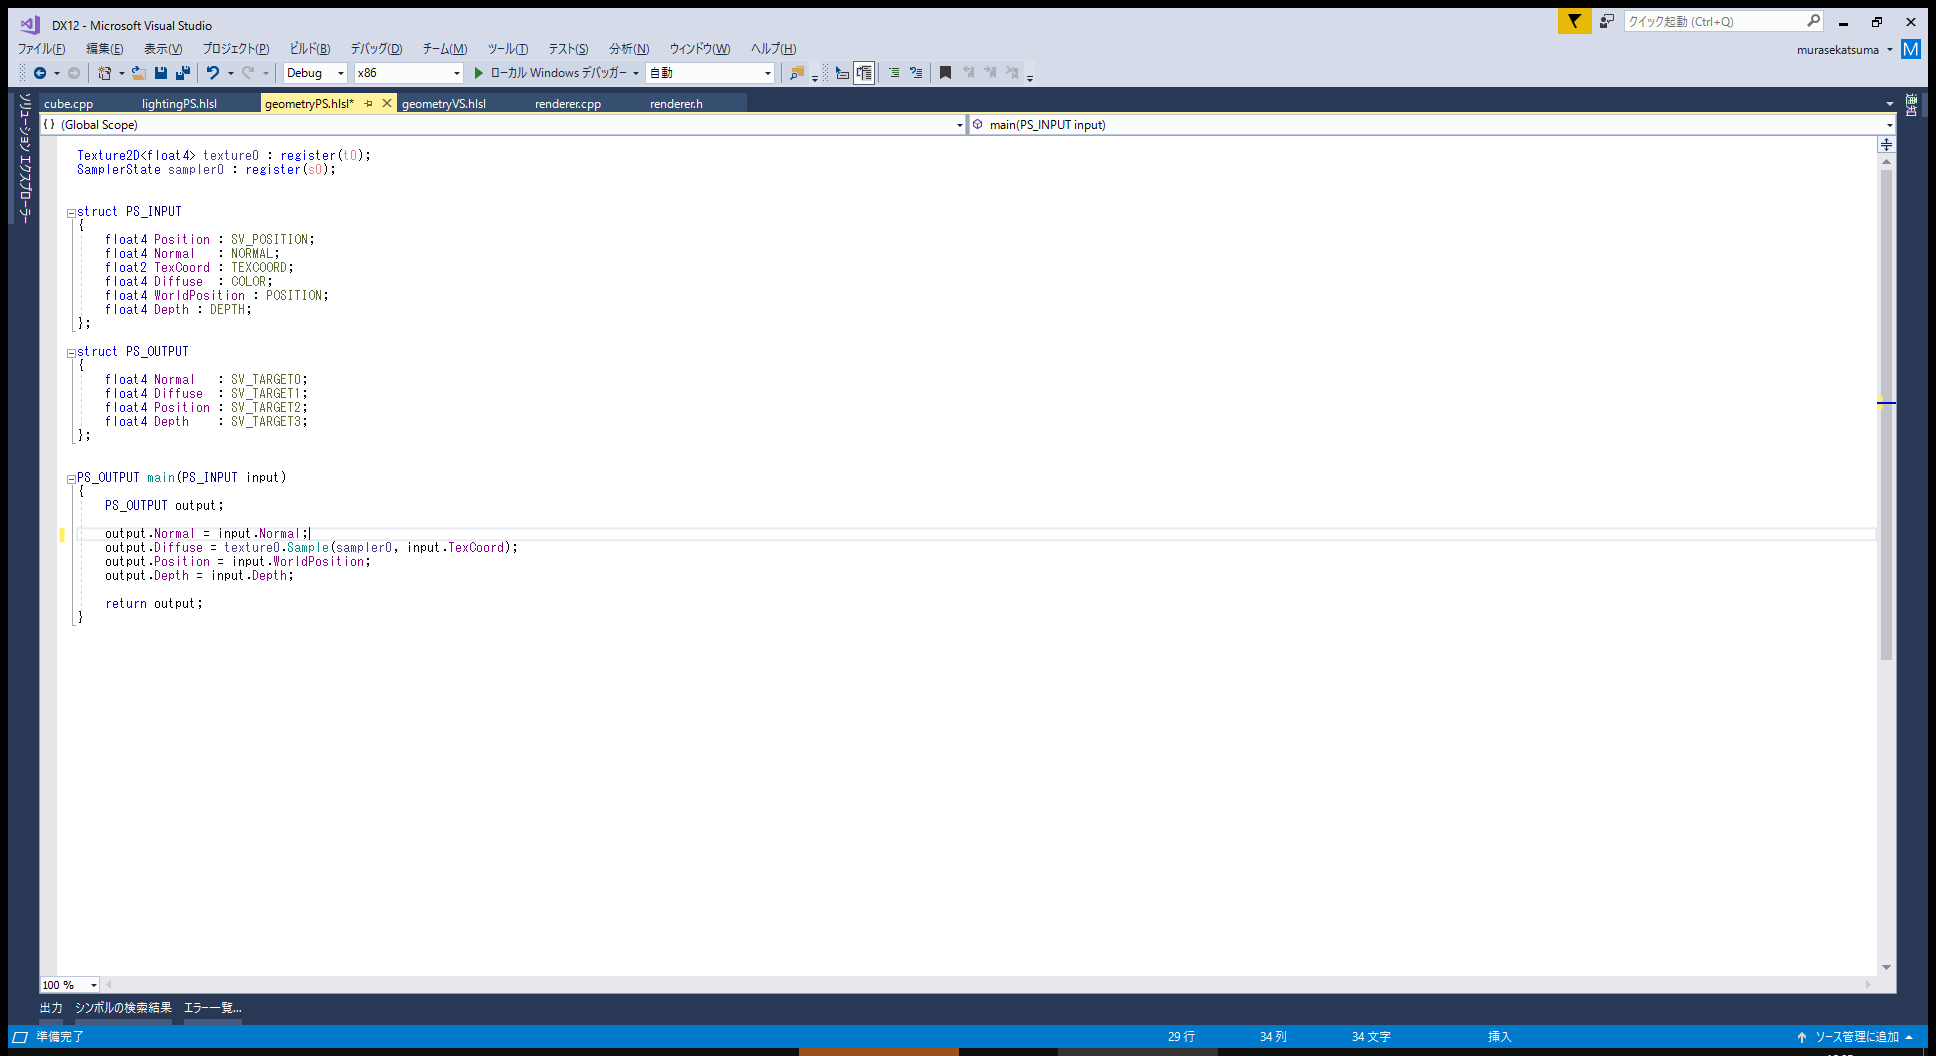 DX12 - Microsoft Visual Studio
クイック起動 (Ctrl+Q)
ファイル(F) 編集(E) 表示(V) プロジェクト(P) ビルド(B) デバッグ(D) チーム(M) ツール(T) テスト(S) 分析(N) ウィンドウ(W) ヘルプ(H)
murasekatsuma M
Debug x86 ローカル Windows デバッガー 自動
ソリューション エクスプローラー
cube.cpp lightingPS.hlsl geometryPS.hlsl* geometryVS.hlsl renderer.cpp renderer.h
通知
{ } (Global Scope) main(PS_INPUT input)
Texture2D<float4> texture0 : register(t0);
SamplerState sampler0 : register(s0);
struct PS_INPUT
{
float4 Position : SV_POSITION;
float4 Normal : NORMAL;
float2 TexCoord : TEXCOORD;
float4 Diffuse : COLOR;
float4 WorldPosition : POSITION;
float4 Depth : DEPTH;
};
struct PS_OUTPUT
{
float4 Normal : SV_TARGET0;
float4 Diffuse : SV_TARGET1;
float4 Position : SV_TARGET2;
float4 Depth : SV_TARGET3;
};
PS_OUTPUT main(PS_INPUT input)
{
PS_OUTPUT output;
output.Normal = input.Normal;
output.Diffuse = texture0.Sample(sampler0, input.TexCoord);
output.Position = input.WorldPosition;
output.Depth = input.Depth;
return output;
}
100 %
出力 シンボルの検索結果 エラー一覧...
準備完了 29 行 34 列 34 文字 挿入 ソース管理に追加